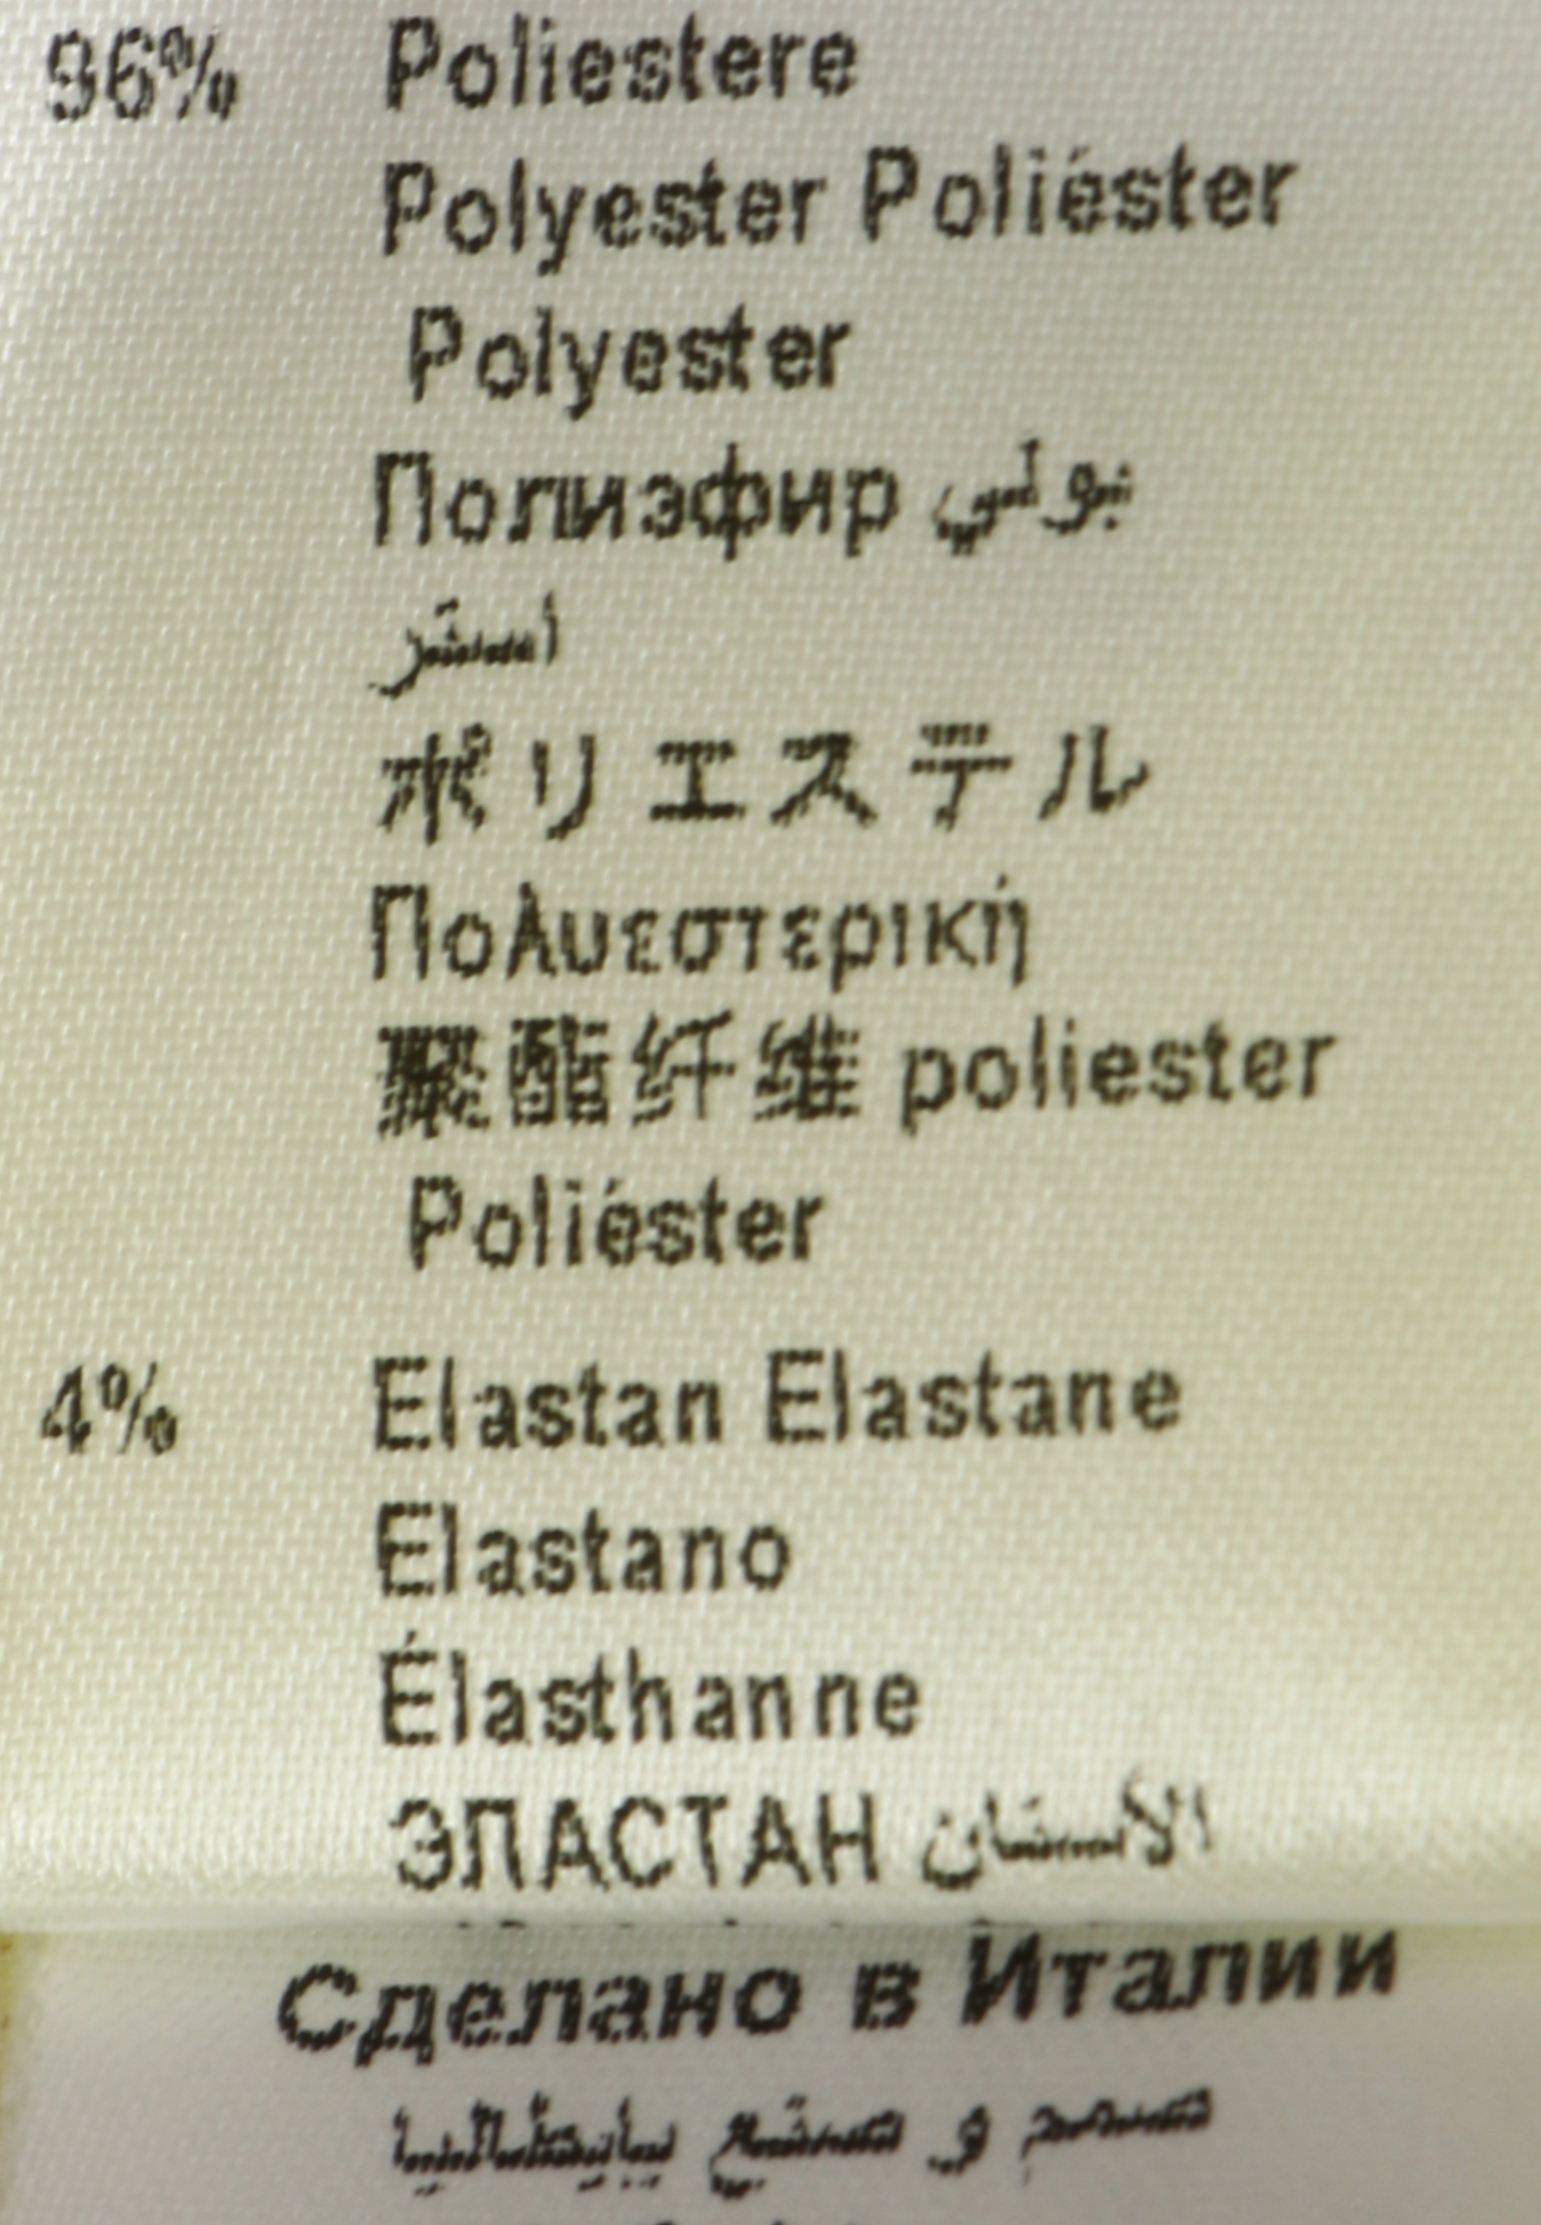 96% Poliestere
Polyester Poliéster
Polyester
Полиэфир بولي
استر
ポリエステル
Πολυεστερική
聚酯纤维 poliester
Poliéster
4% Elastan Elastane
Elastano
Élasthanne
ЭЛАСТАН الأستان
Сделано в Италии
صمم و صنع بايطاليا